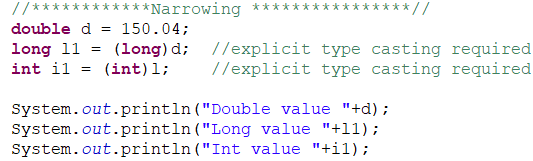 //************Narrowing ****************//
double d = 150.04;
long l1 = (long)d;  //explicit type casting required
int i1 = (int)l;    //explicit type casting required
System.out.println("Double value "+d);
System.out.println("Long value "+l1);
System.out.println("Int value "+i1);